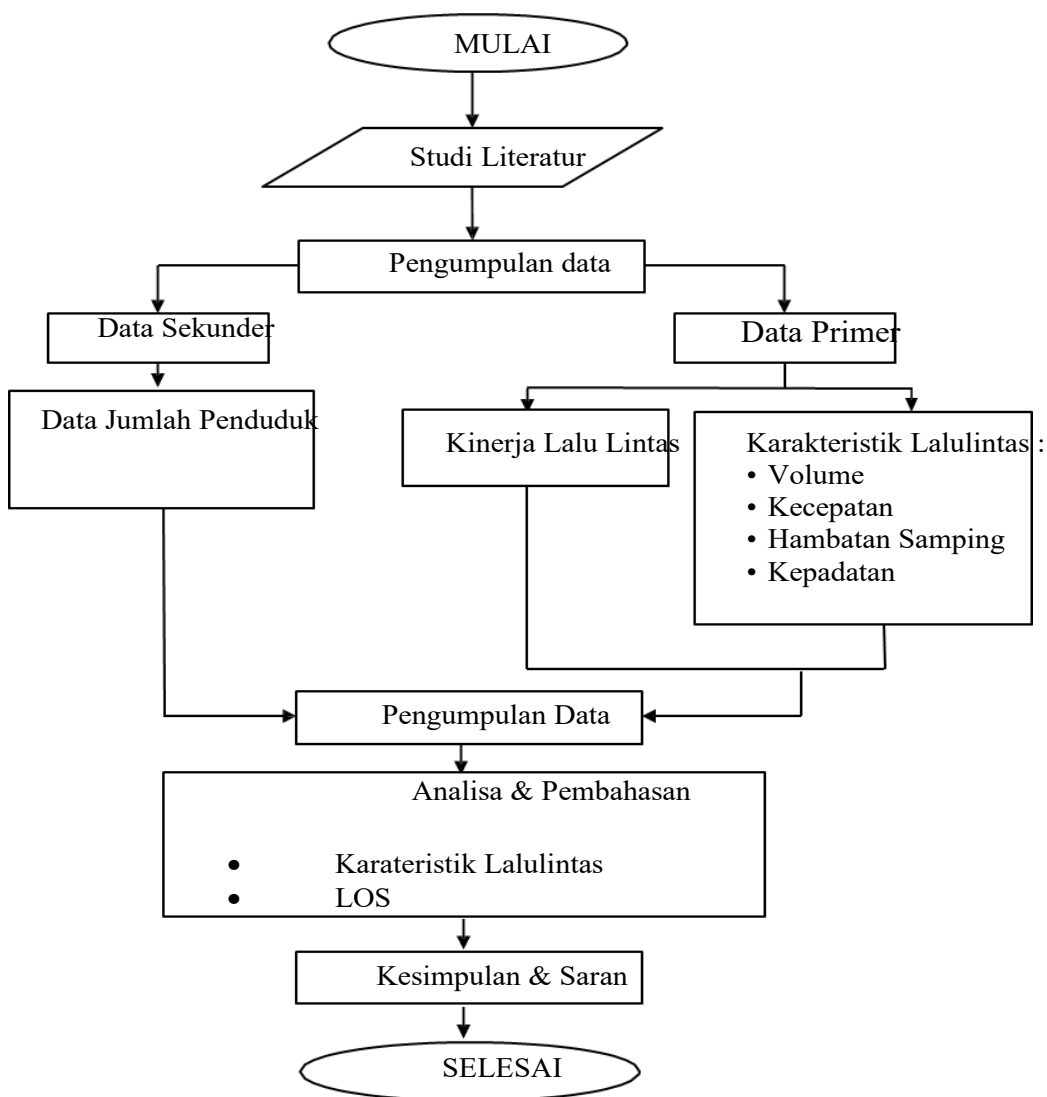 MULAI
Studi Literatur
Pengumpulan data
Data Sekunder
Data Primer
Data Jumlah Penduduk
Kinerja Lalu Lintas
Karakteristik Lalulintas :
• Volume
• Kecepatan
• Hambatan Samping
• Kepadatan
Pengumpulan Data
Analisa & Pembahasan
• Karateristik Lalulintas
• LOS
Kesimpulan & Saran
SELESAI